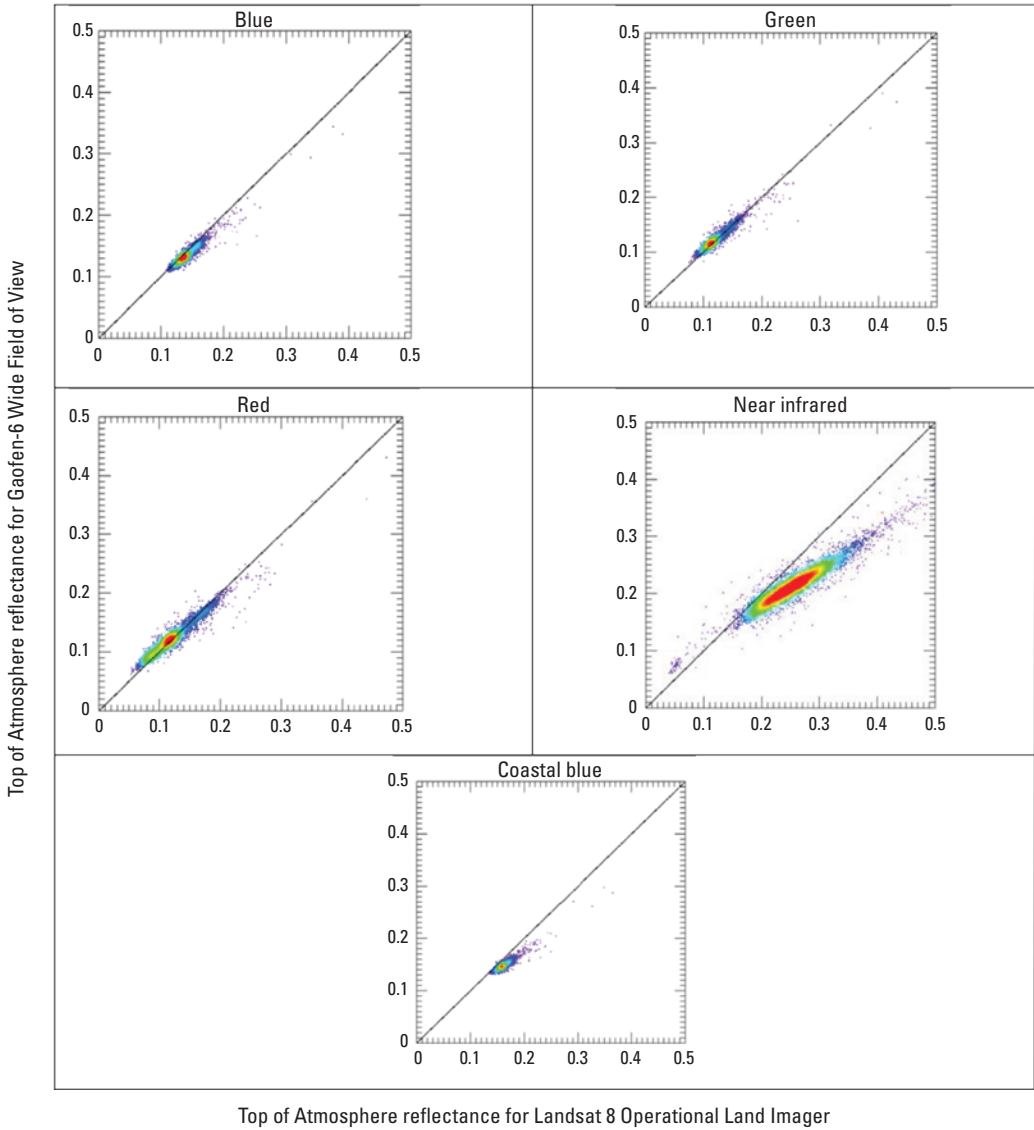 Top of Atmosphere reflectance for Gaofen-6 Wide Field of View
Blue
0.5
0.4
0.3
0.2
0.1
0
0 0.1 0.2 0.3 0.4 0.5
Green
0.5
0.4
0.3
0.2
0.1
0
0 0.1 0.2 0.3 0.4 0.5
Red
0.5
0.4
0.3
0.2
0.1
0
0 0.1 0.2 0.3 0.4 0.5
Near infrared
0.5
0.4
0.3
0.2
0.1
0
0 0.1 0.2 0.3 0.4 0.5
Coastal blue
0.5
0.4
0.3
0.2
0.1
0
0 0.1 0.2 0.3 0.4 0.5
Top of Atmosphere reflectance for Landsat 8 Operational Land Imager